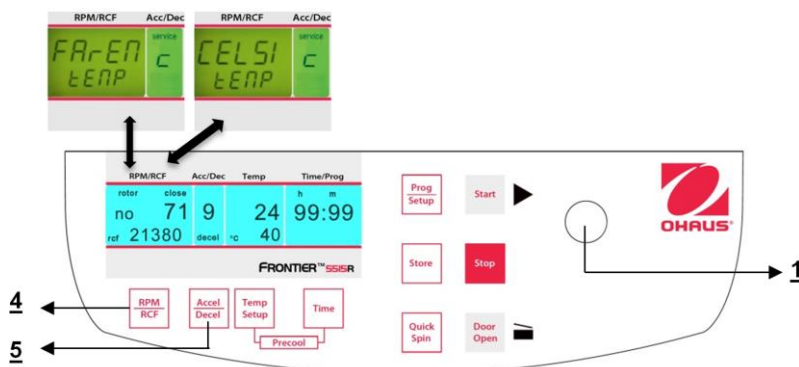 RPM/RCF Acc/Dec
service
FArEn c
tEnP
RPM/RCF Acc/Dec
service
CELSI c
tEnP
RPM/RCF Acc/Dec Temp Time/Prog
rotor close h m
no 71 9 24 99:99
rcf 21380 decel °C 40
FRONTIER™ 5515R
RPM
RCF
Accel
Decel
Temp
Setup
Time
Precool
Prog
Setup
Start
Store
Stop
Quick
Spin
Door
Open
OHAUS®
1
4
5